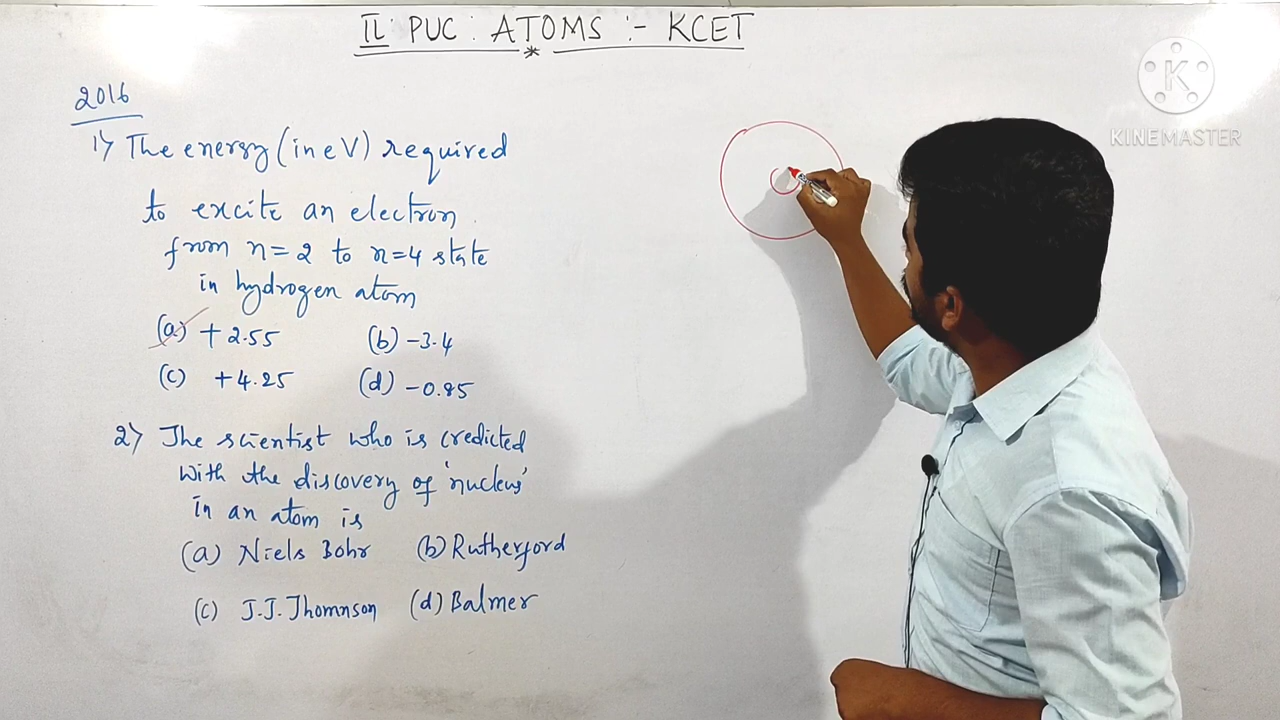 II PUC : ATOMS :- KCET
*
2016
1) The energy (in eV) required
to excite an electron
from n=2 to n=4 state
in hydrogen atom
(a) +2.55 (b) -3.4
(c) +4.25 (d) -0.85
2) The scientist who is credicted
with the discovery of 'nucleus'
in an atom is
(a) Niels Bohr (b) Rutherford
(c) J.J. Thomnson (d) Balmer
K
KINEMASTER